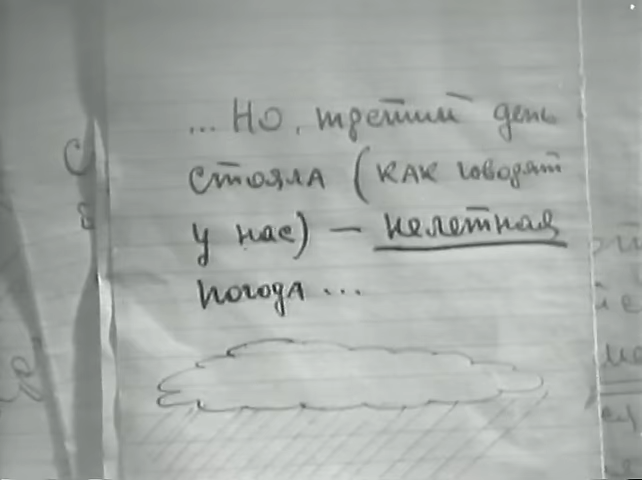 ... Но, третий день
стояла (как говорят
у нас) — нелетная
погода ...